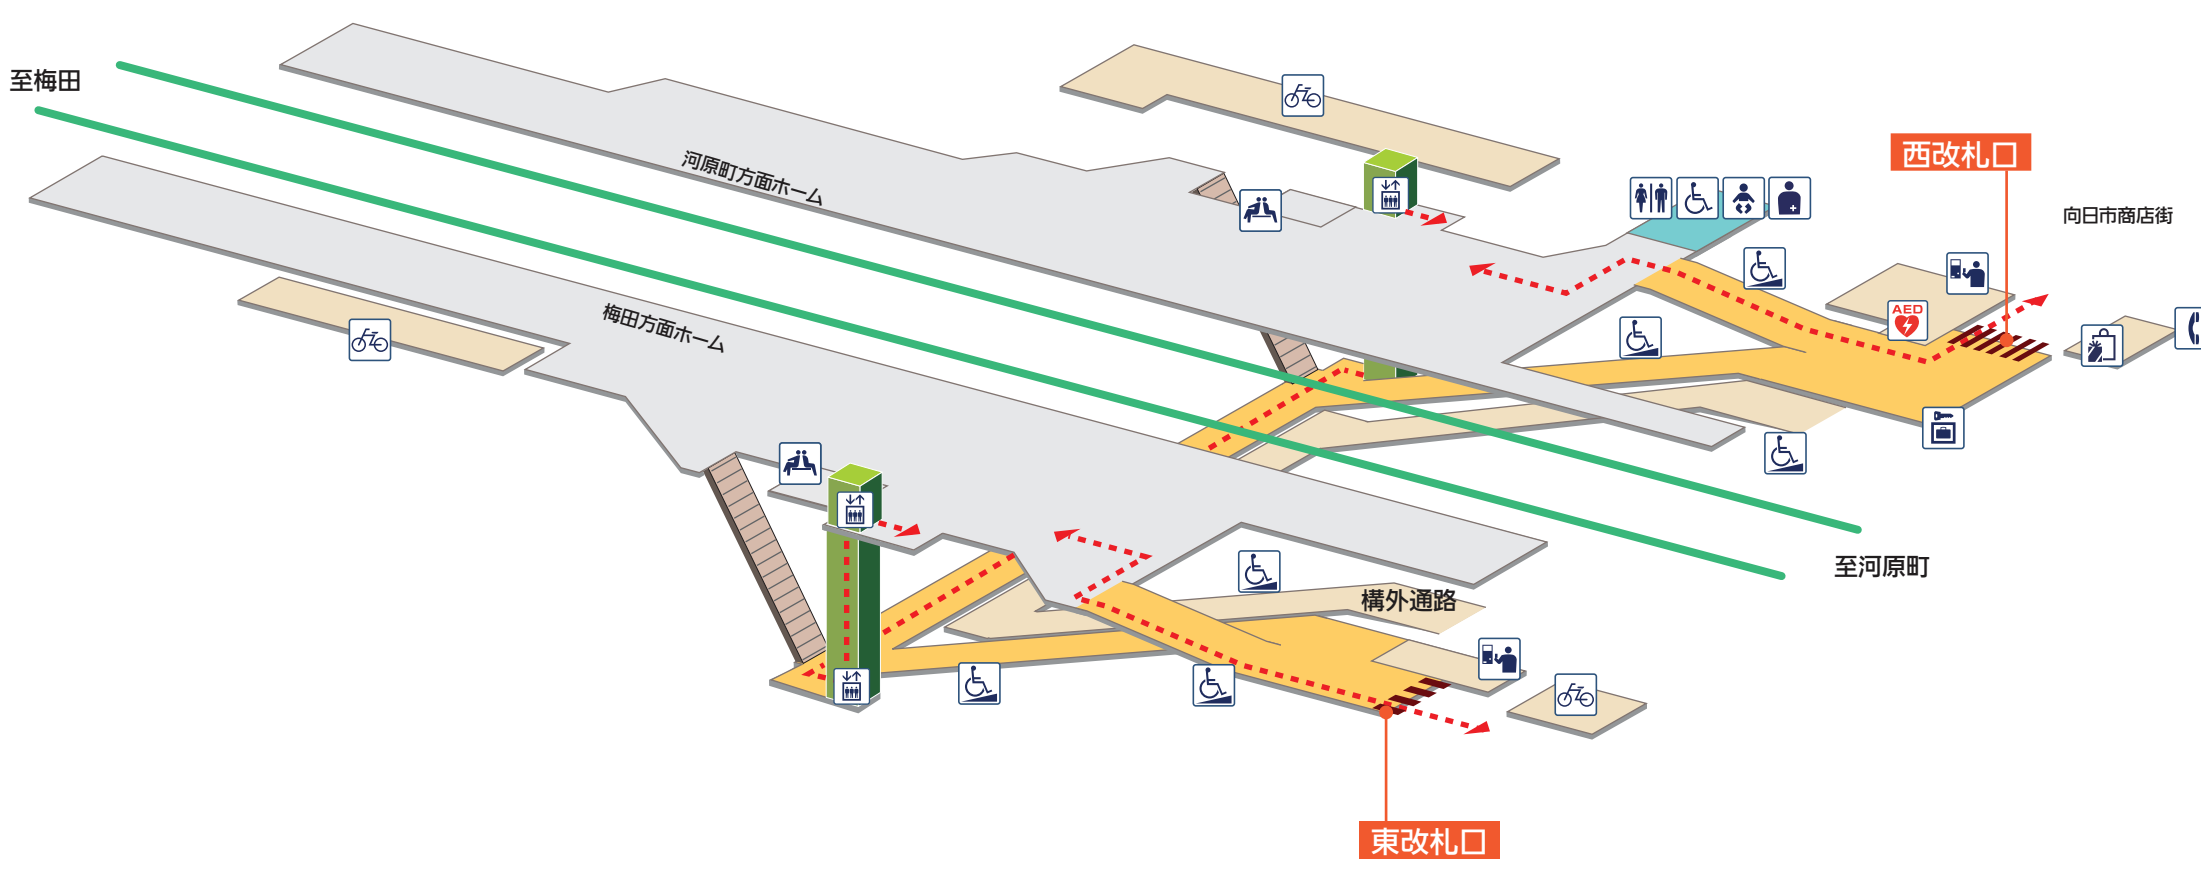 至梅田
河原町方面ホーム
西改札口
向日市商店街
AED
梅田方面ホーム
至河原町
構外通路
東改札口